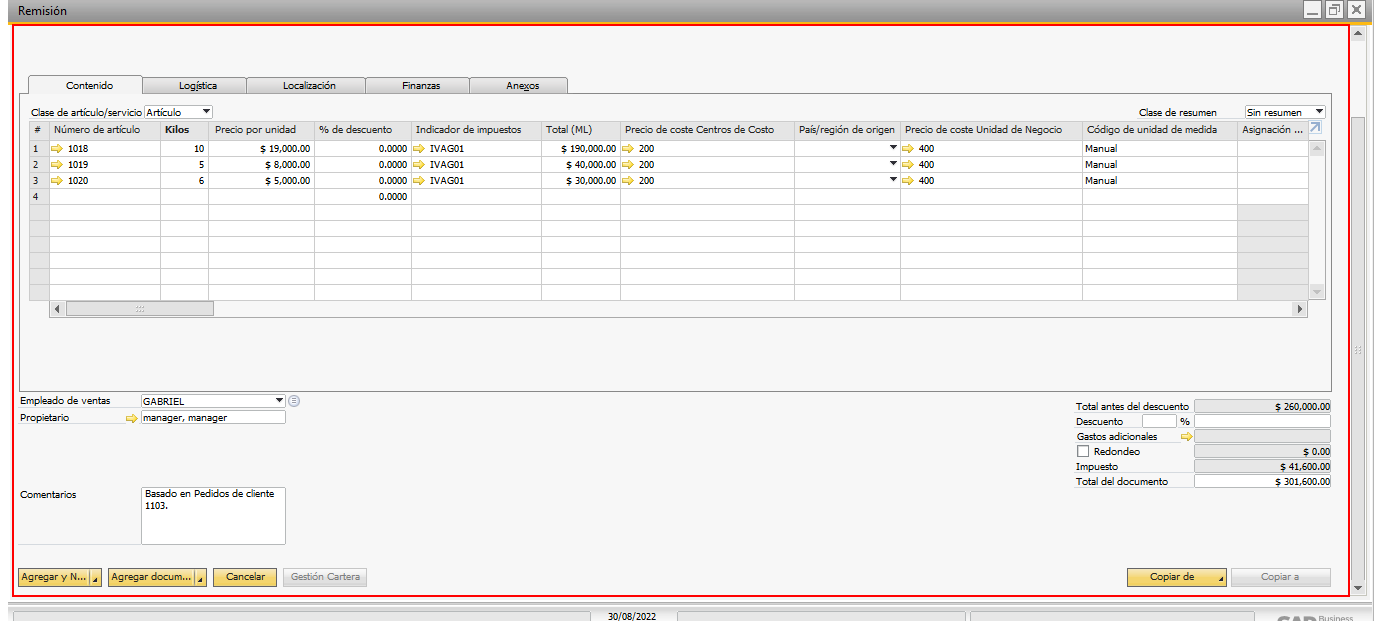 Remisión
Contenido Logística Localización Finanzas Anexos
Clase de artículo/servicio Artículo Clase de resumen Sin resumen
# Número de artículo Kilos Precio por unidad % de descuento Indicador de impuestos Total (ML) Precio de coste Centros de Costo País/región de origen Precio de coste Unidad de Negocio Código de unidad de medida Asignación ...
1 1018 10 $ 19,000.00 0.0000 IVAG01 $ 190,000.00 200 400 Manual
2 1019 5 $ 8,000.00 0.0000 IVAG01 $ 40,000.00 200 400 Manual
3 1020 6 $ 5,000.00 0.0000 IVAG01 $ 30,000.00 200 400 Manual
4 0.0000
Empleado de ventas GABRIEL
Propietario manager, manager
Total antes del descuento $ 260,000.00
Descuento %
Gastos adicionales
Redondeo $ 0.00
Impuesto $ 41,600.00
Total del documento $ 301,600.00
Comentarios Basado en Pedidos de cliente
1103.
Agregar y N... Agregar docum... Cancelar Gestión Cartera Copiar de Copiar a
30/08/2022
SAP Business